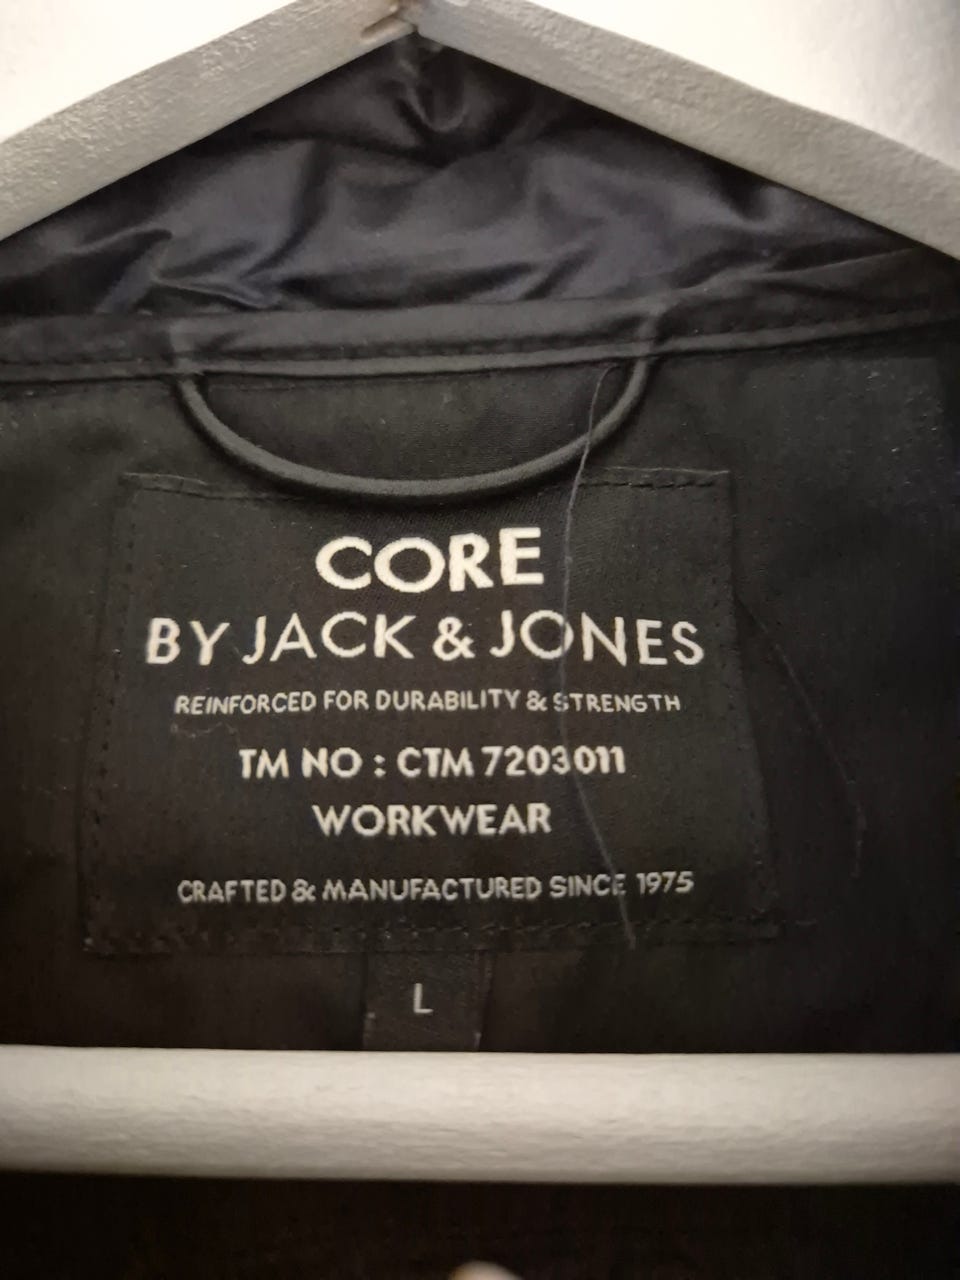 CORE
BY JACK & JONES
REINFORCED FOR DURABILITY & STRENGTH
TM NO : CTM 7203011
WORKWEAR
CRAFTED & MANUFACTURED SINCE 1975
L